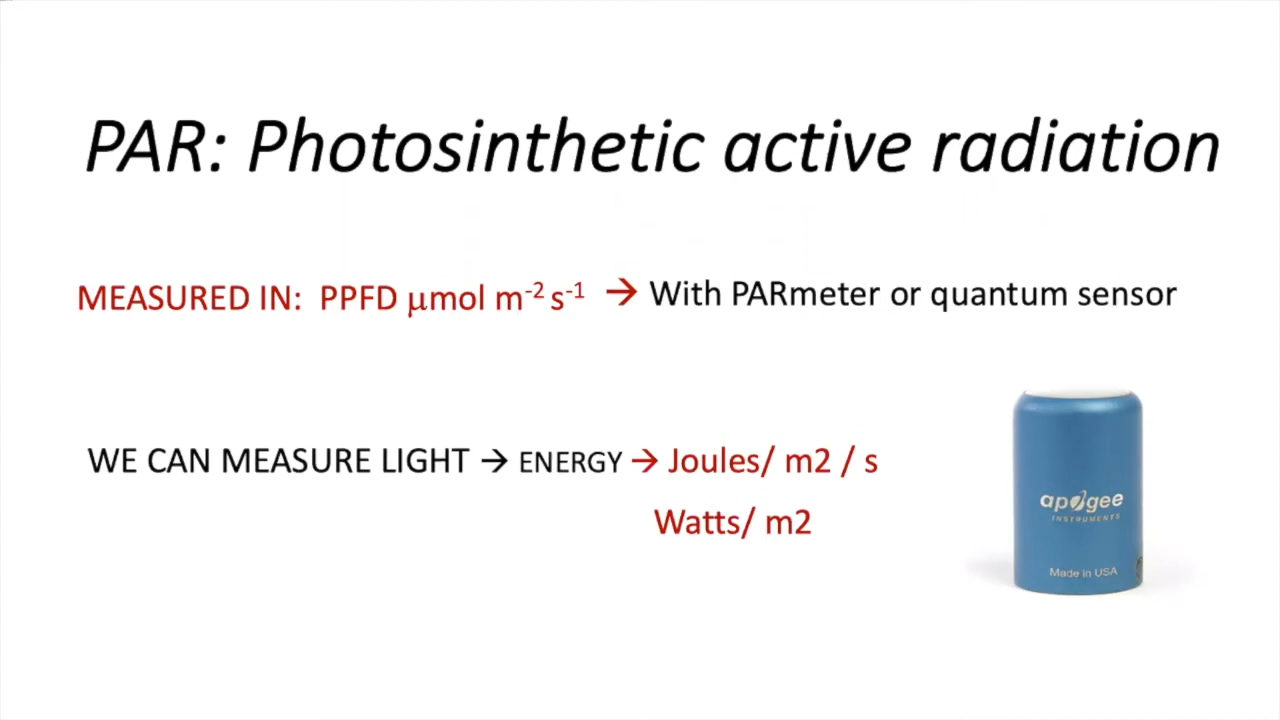 PAR: Photosinthetic active radiation
MEASURED IN: PPFD μmol m⁻² s⁻¹ → With PARmeter or quantum sensor
WE CAN MEASURE LIGHT → ENERGY → Joules/ m2 / s
Watts/ m2
apogee
INSTRUMENTS
Made in USA